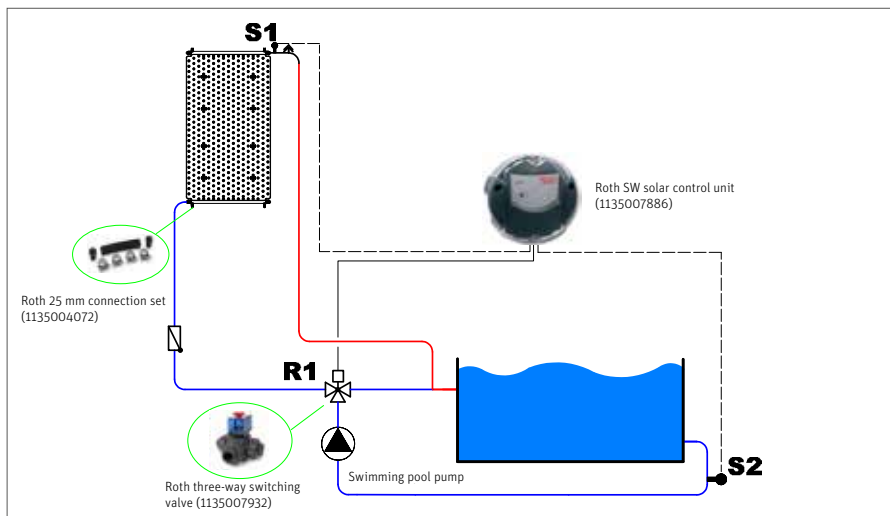 S1
Roth SW solar control unit
(1135007886)
Roth 25 mm connection set
(1135004072)
R1
Roth three-way switching
valve (1135007932)
Swimming pool pump
S2